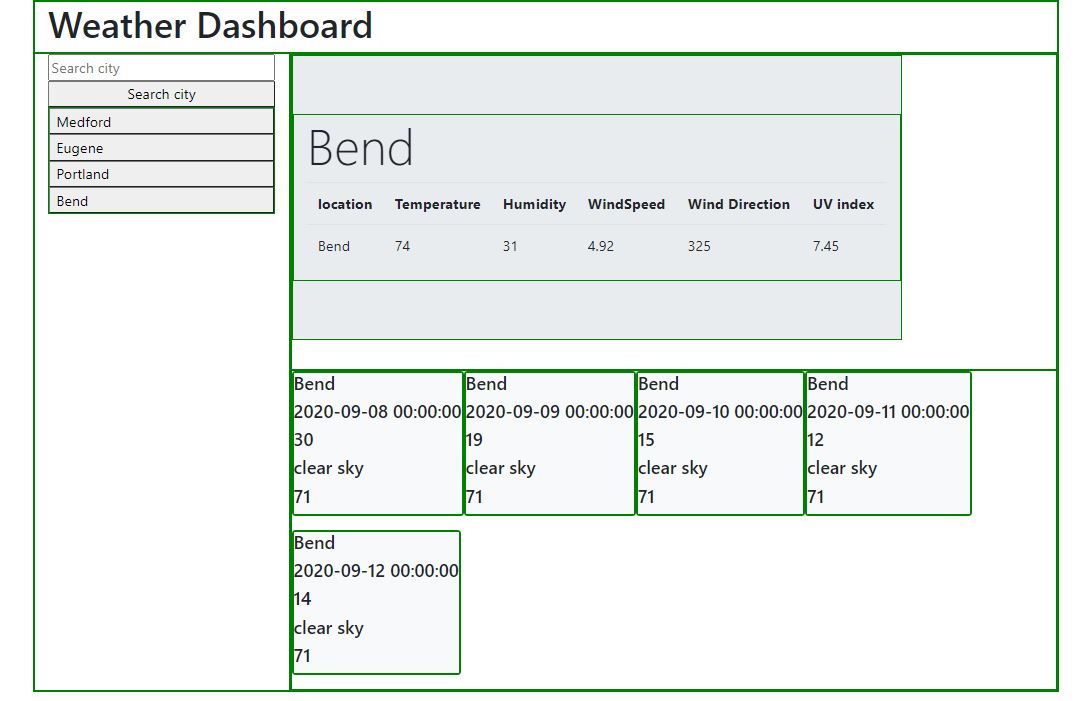 Weather Dashboard
Search city
Search city
Medford
Eugene
Portland
Bend
Bend
location Temperature Humidity WindSpeed Wind Direction UV index
Bend 74 31 4.92 325 7.45
Bend
2020-09-08 00:00:00
30
clear sky
71
Bend
2020-09-09 00:00:00
19
clear sky
71
Bend
2020-09-10 00:00:00
15
clear sky
71
Bend
2020-09-11 00:00:00
12
clear sky
71
Bend
2020-09-12 00:00:00
14
clear sky
71